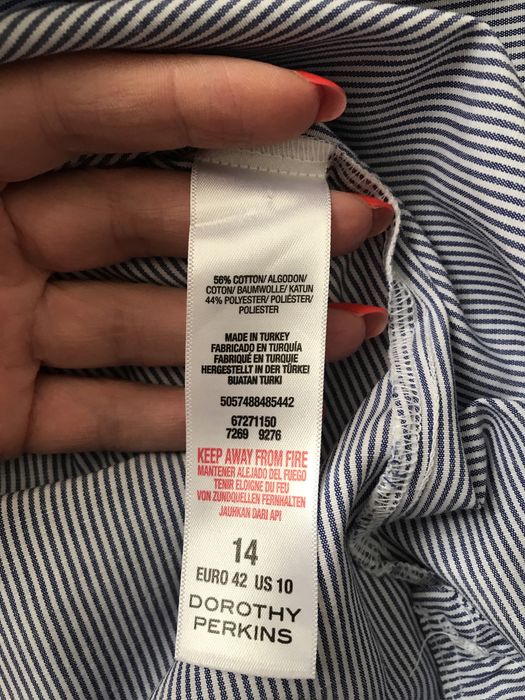 56% COTTON/ ALGODON/
COTON/ BAUMWOLLE/ KATUN
44% POLYESTER/ POLIÉSTER/
POLIESTER
MADE IN TURKEY
FABRICADO EN TURQUÍA
FABRIQUÉ EN TURQUIE
HERGESTELLT IN DER TÜRKEI
BUATAN TURKI
5057488485442
67271150
7269 9276
KEEP AWAY FROM FIRE
MANTENER ALEJADO DEL FUEGO
TENIR ELOIGNE DU FEU
VON ZUNDQUELLEN FERNHALTEN
JAUHKAN DARI API
14
EURO 42 US 10
DOROTHY
PERKINS